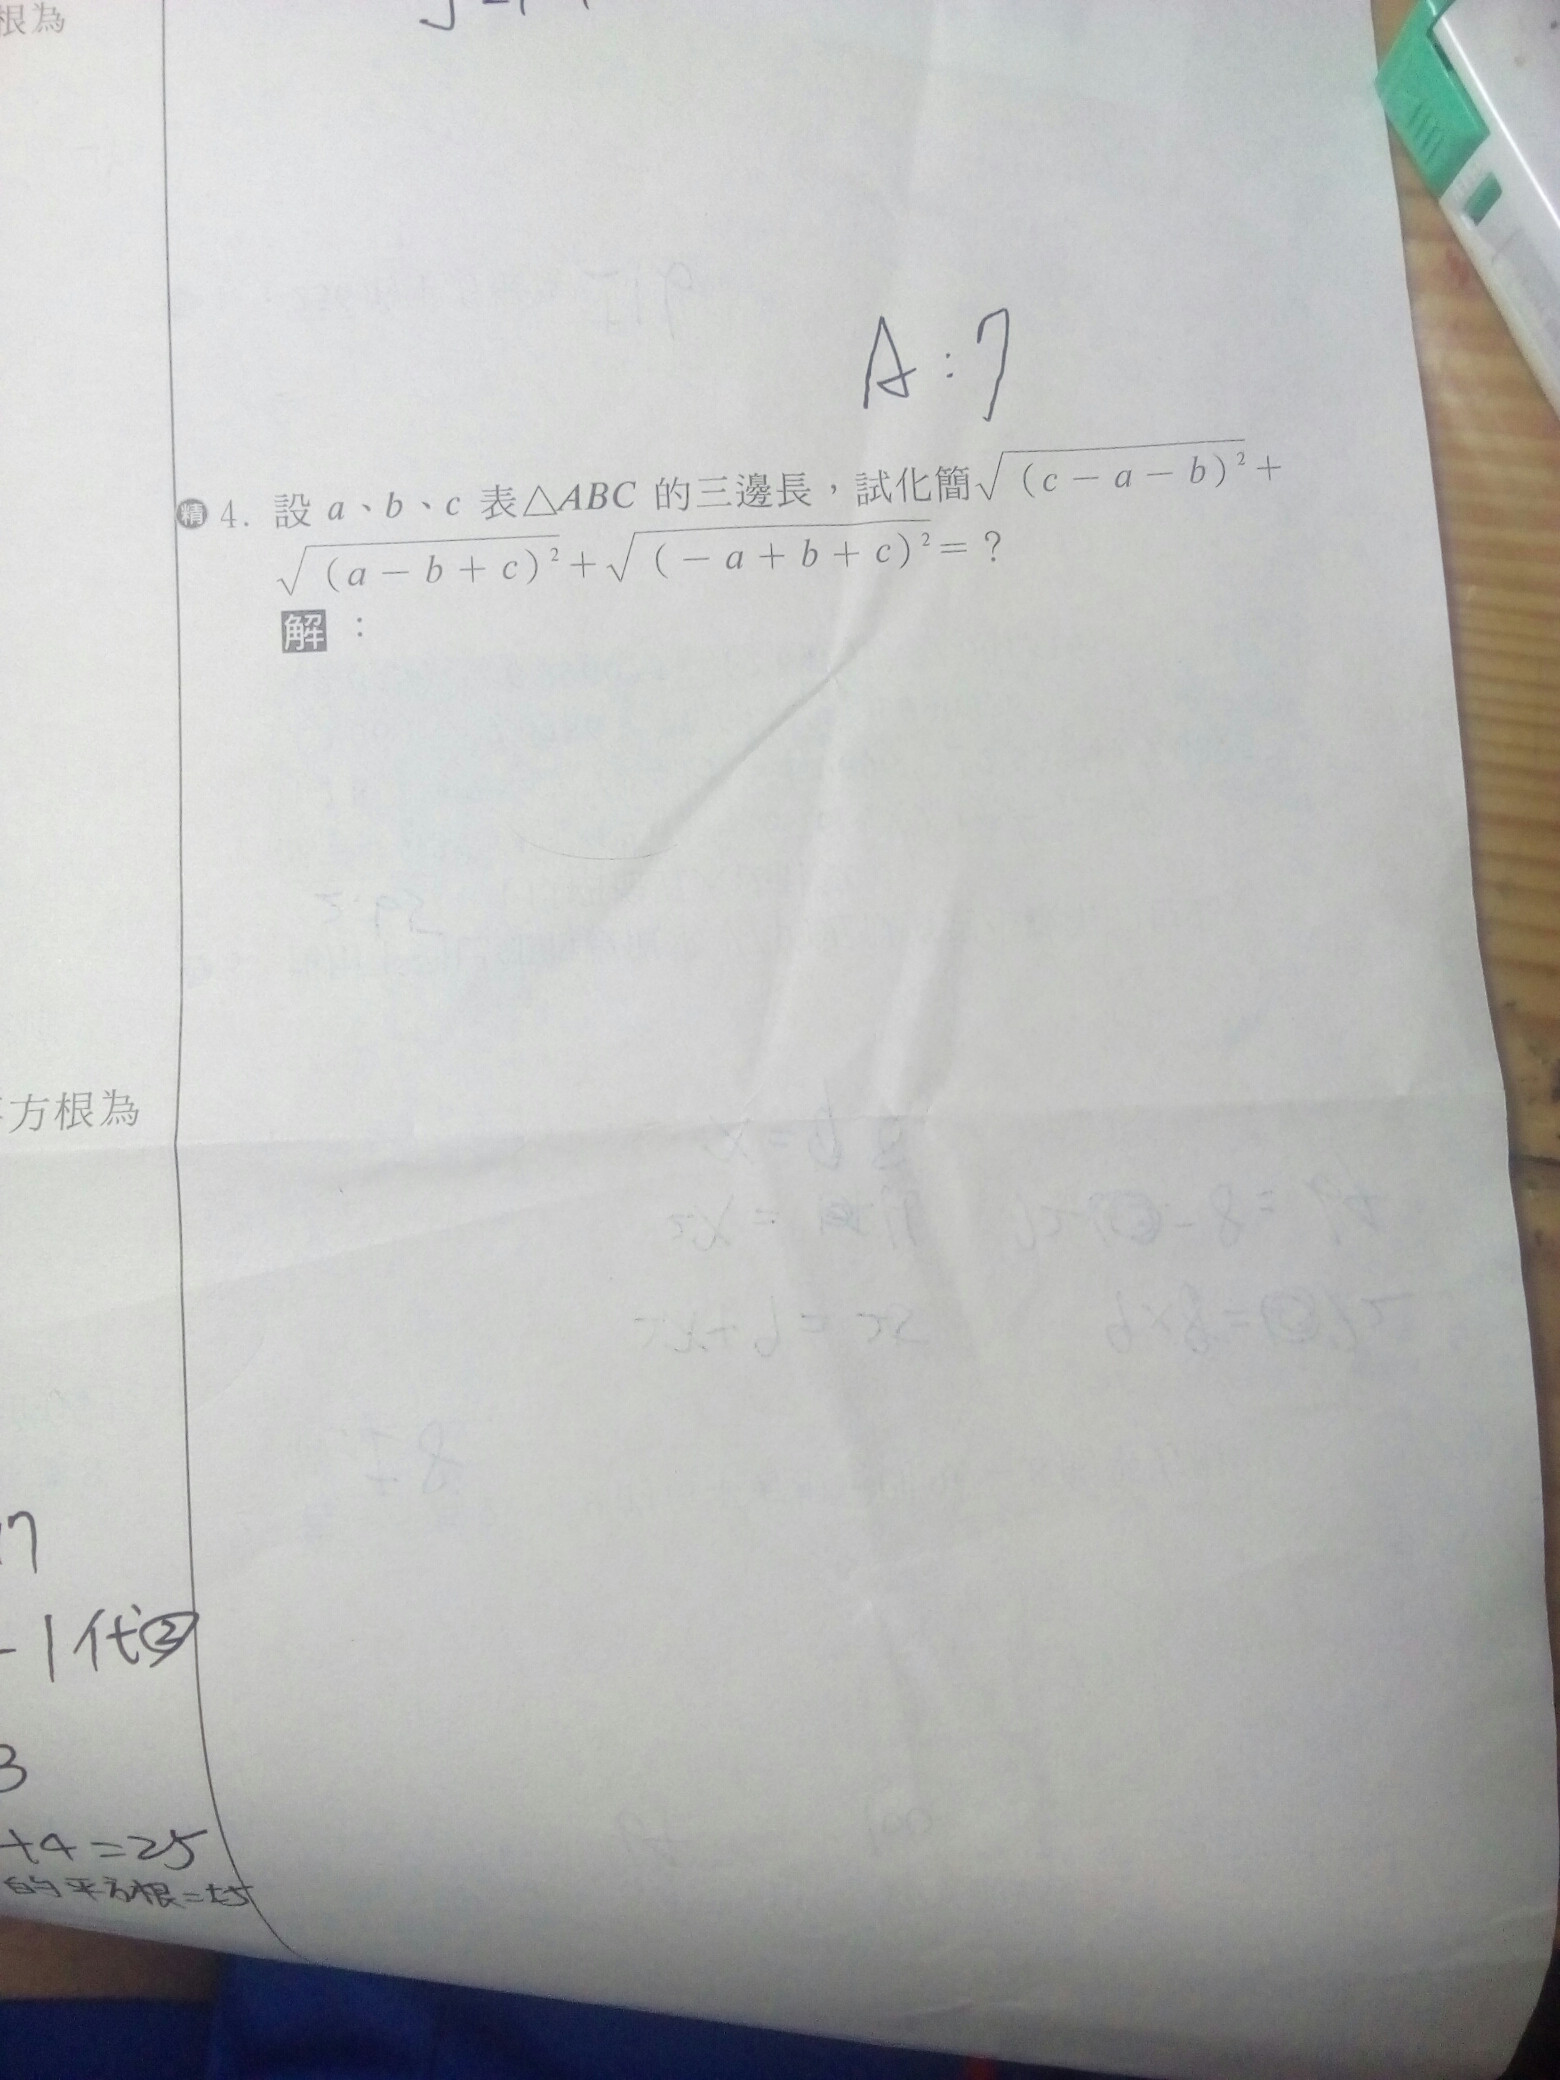 根為
A:7
精 4. 設 a、b、c 表△ABC 的三邊長，試化簡√(c-a-b)²+
√(a-b+c)²+√(-a+b+c)²=?
解：
方根為
-1代②
3
+4=25
的平方根=±5